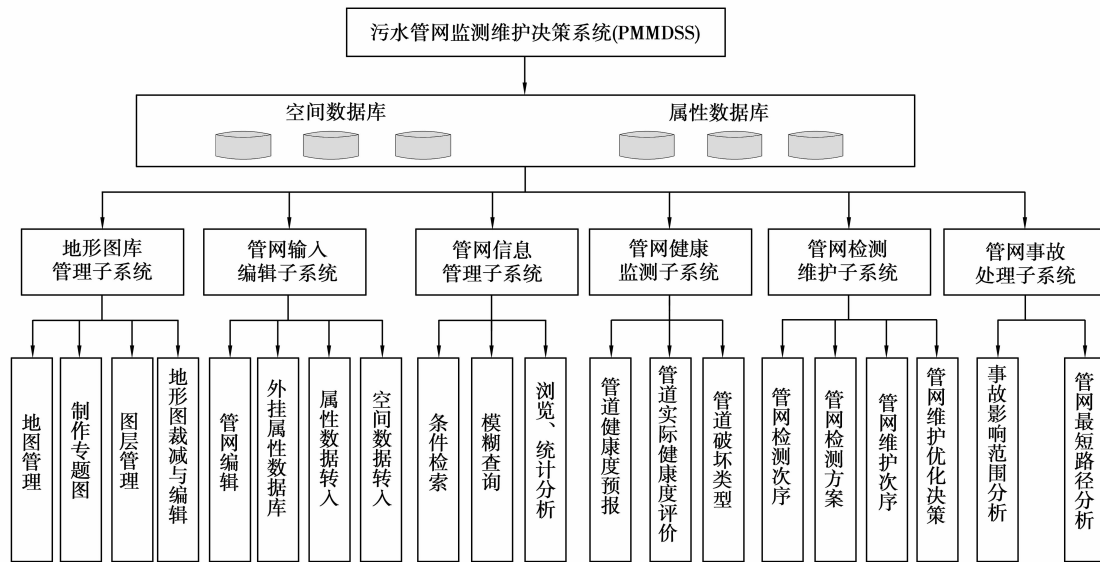 污水管网监测维护决策系统(PMMDSS)
空间数据库
属性数据库
地形图库
管理子系统
管网输入
编辑子系统
管网信息
管理子系统
管网健康
监测子系统
管网检测
维护子系统
管网事故
处理子系统
地图管理
制作专题图
图层管理
地形图裁减与编辑
管网编辑
外挂属性数据库
属性数据转入
空间数据转入
条件检索
模糊查询
浏览、统计分析
管道健康度预报
管道实际健康度评价
管道破坏类型
管网检测次序
管网检测方案
管网维护次序
管网维护优化决策
事故影响范围分析
管网最短路径分析